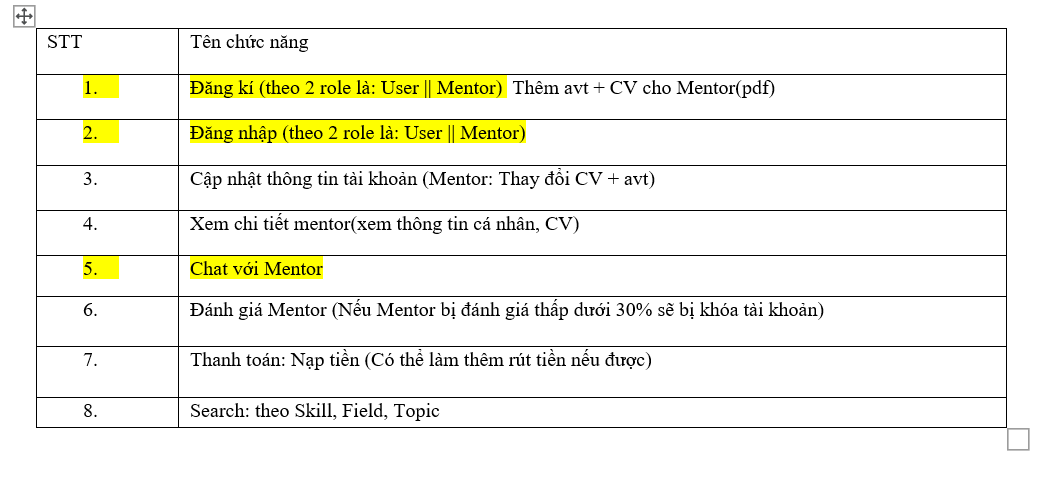 STT Tên chức năng
1. Đăng kí (theo 2 role là: User || Mentor) Thêm avt + CV cho Mentor(pdf)
2. Đăng nhập (theo 2 role là: User || Mentor)
3. Cập nhật thông tin tài khoản (Mentor: Thay đổi CV + avt)
4. Xem chi tiết mentor(xem thông tin cá nhân, CV)
5. Chat với Mentor
6. Đánh giá Mentor (Nếu Mentor bị đánh giá thấp dưới 30% sẽ bị khóa tài khoản)
7. Thanh toán: Nạp tiền (Có thể làm thêm rút tiền nếu được)
8. Search: theo Skill, Field, Topic